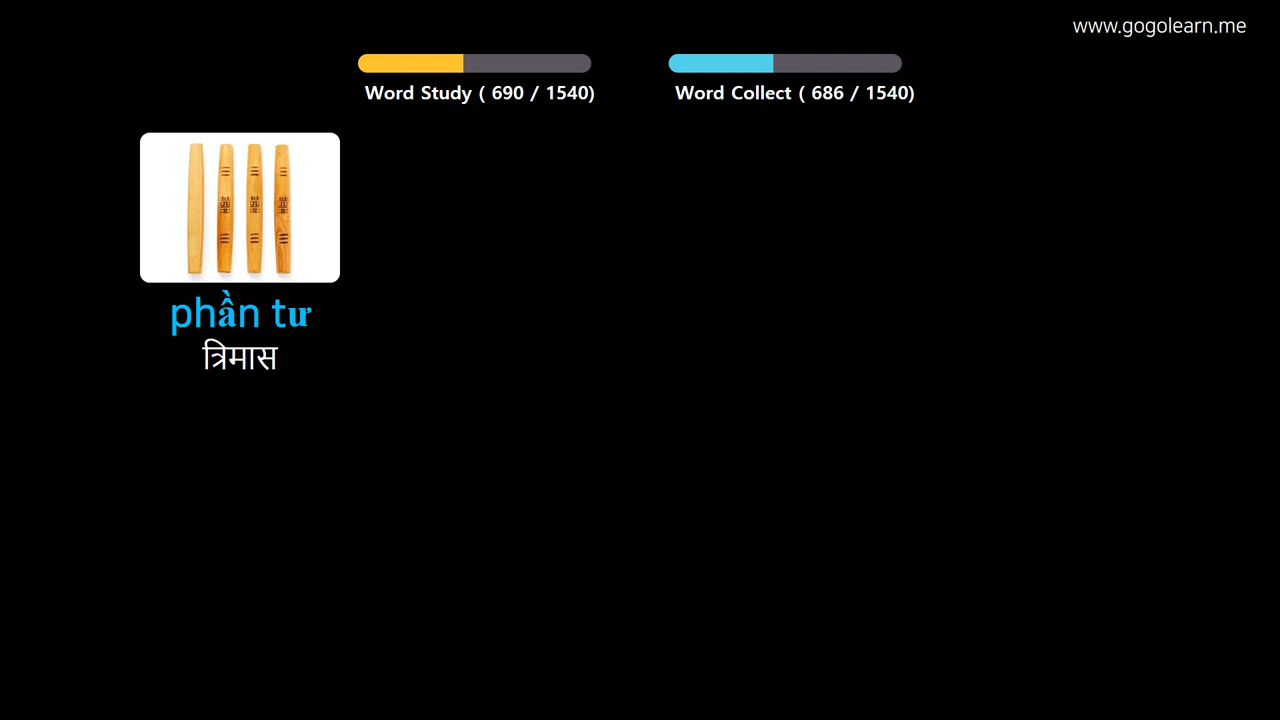 www.gogolearn.me
Word Study ( 690 / 1540)
Word Collect ( 686 / 1540)
phần tư
त्रिमास